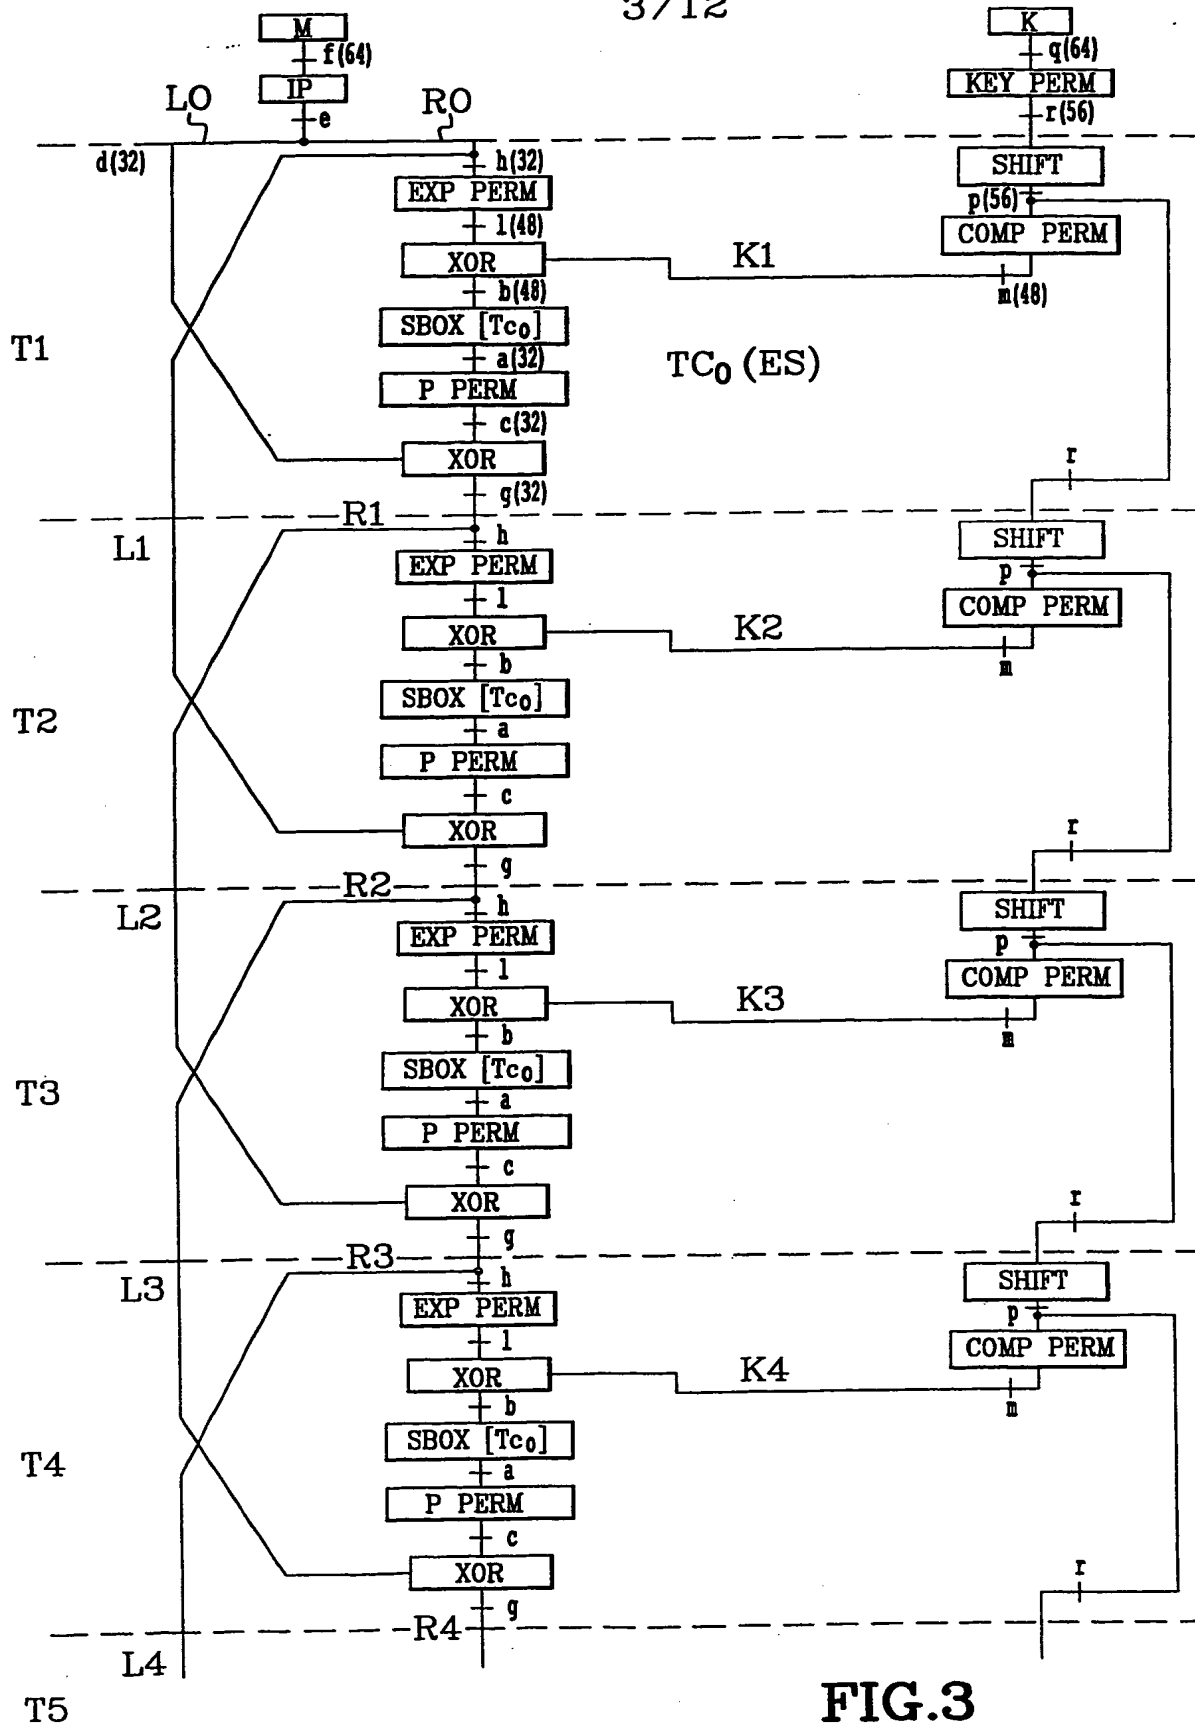 3/12
M
K
f(64)
q(64)
IP
KEY PERM
L0
R0
e
r(56)
d(32)
h(32)
SHIFT
EXP PERM
p(56)
l(48)
COMP PERM
XOR
K1
b(48)
m(48)
SBOX [Tc0]
T1
a(32)
TC0 (ES)
P PERM
c(32)
XOR
r
g(32)
R1
L1
h
SHIFT
EXP PERM
p
l
COMP PERM
XOR
K2
b
m
SBOX [Tc0]
T2
a
P PERM
c
XOR
r
g
R2
L2
h
SHIFT
EXP PERM
p
l
COMP PERM
XOR
K3
b
m
SBOX [Tc0]
T3
a
P PERM
c
XOR
r
g
R3
L3
h
SHIFT
EXP PERM
p
l
COMP PERM
XOR
K4
b
m
SBOX [Tc0]
T4
a
P PERM
c
XOR
r
g
R4
L4
T5
FIG.3